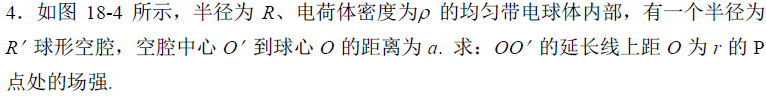 4．如图 18-4 所示，半径为 R、电荷体密度为ρ 的均匀带电球体内部，有一个半径为
R′ 球形空腔，空腔中心 O′ 到球心 O 的距离为 a. 求：OO′ 的延长线上距 O 为 r 的 P
点处的场强.